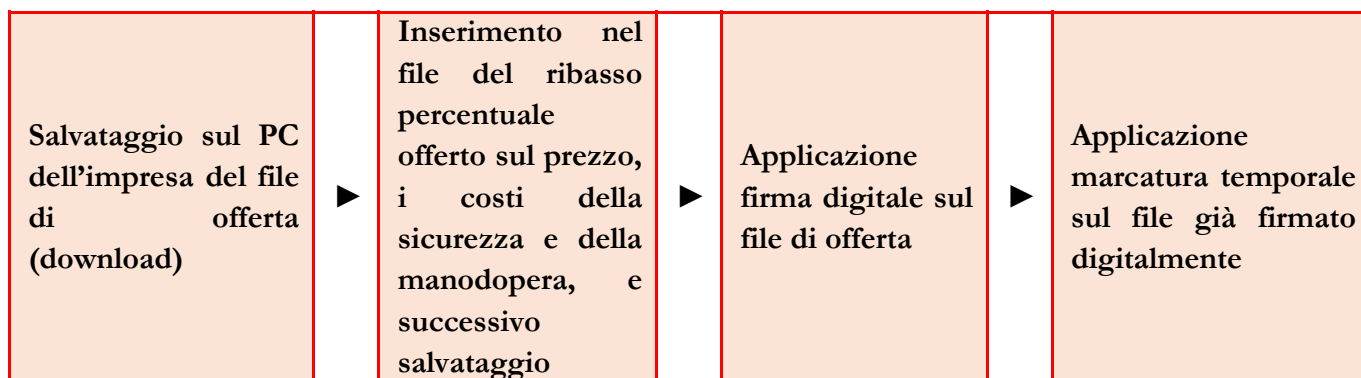 Salvataggio sul PC
dell'impresa del file
di offerta
(download)
►
Inserimento nel
file del ribasso
percentuale
offerto sul prezzo,
i costi della
sicurezza e della
manodopera, e
successivo
salvataggio
►
Applicazione
firma digitale sul
file di offerta
►
Applicazione
marcatura temporale
sul file già firmato
digitalmente